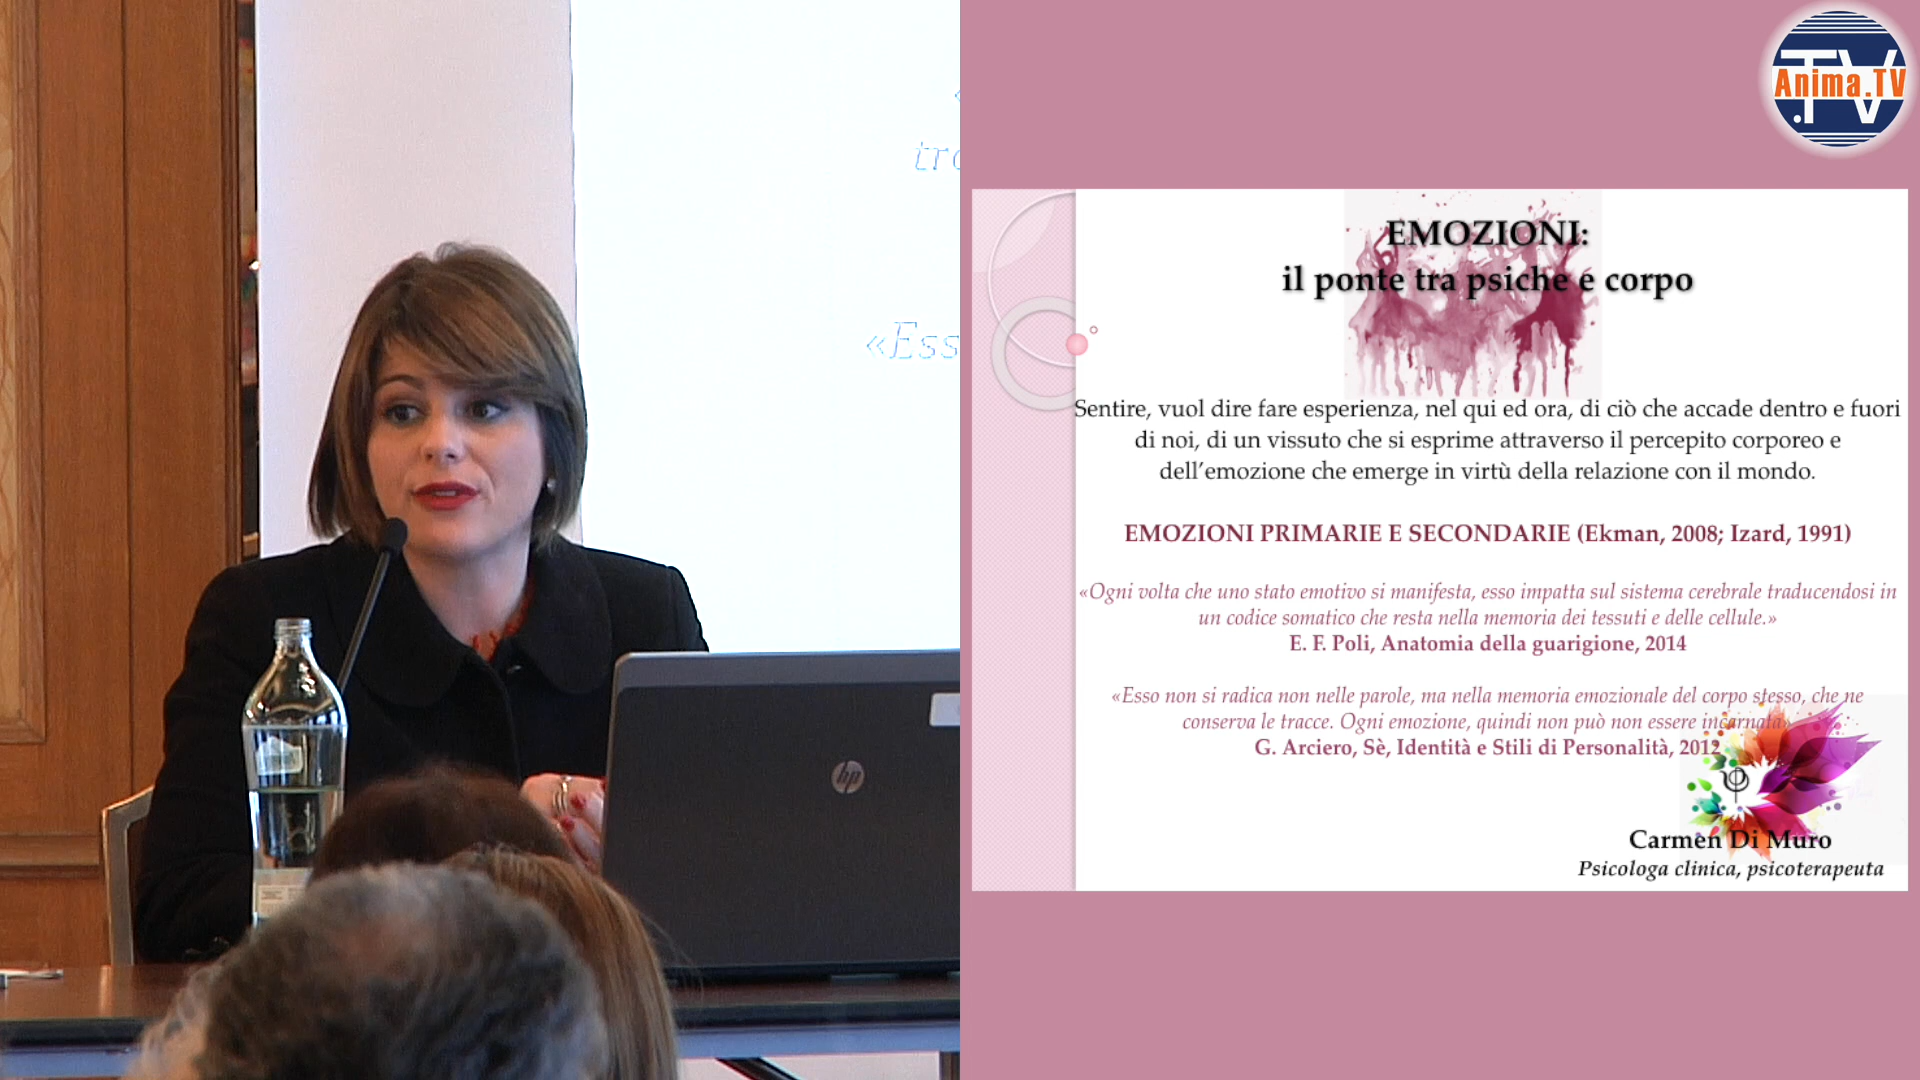 tra
«Ess
hp
.TV
Anima.TV
EMOZIONI:
il ponte tra psiche e corpo
Sentire, vuol dire fare esperienza, nel qui ed ora, di ciò che accade dentro e fuori
di noi, di un vissuto che si esprime attraverso il percepito corporeo e
dell’emozione che emerge in virtù della relazione con il mondo.
EMOZIONI PRIMARIE E SECONDARIE (Ekman, 2008; Izard, 1991)
«Ogni volta che uno stato emotivo si manifesta, esso impatta sul sistema cerebrale traducendosi in
un codice somatico che resta nella memoria dei tessuti e delle cellule.»
E. F. Poli, Anatomia della guarigione, 2014
«Esso non si radica non nelle parole, ma nella memoria emozionale del corpo stesso, che ne
conserva le tracce. Ogni emozione, quindi non può non essere incarnata»
G. Arciero, Sè, Identità e Stili di Personalità, 2012
Carmen Di Muro
Psicologa clinica, psicoterapeuta